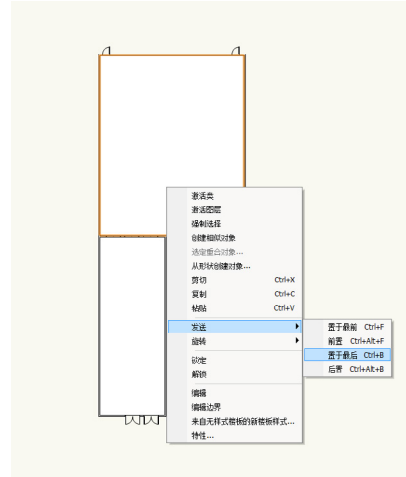 激活类
激活图层
强制选择
创建相似对象
选定重合对象...
从形状创建对象...
剪切 Ctrl+X
复制 Ctrl+C
粘贴 Ctrl+V
发送
旋转
锁定
解锁
编辑
编辑边界
来自无样式楼板的新楼板样式...
特性...
置于最前 Ctrl+F
前置 Ctrl+Alt+F
置于最后 Ctrl+B
后置 Ctrl+Alt+B